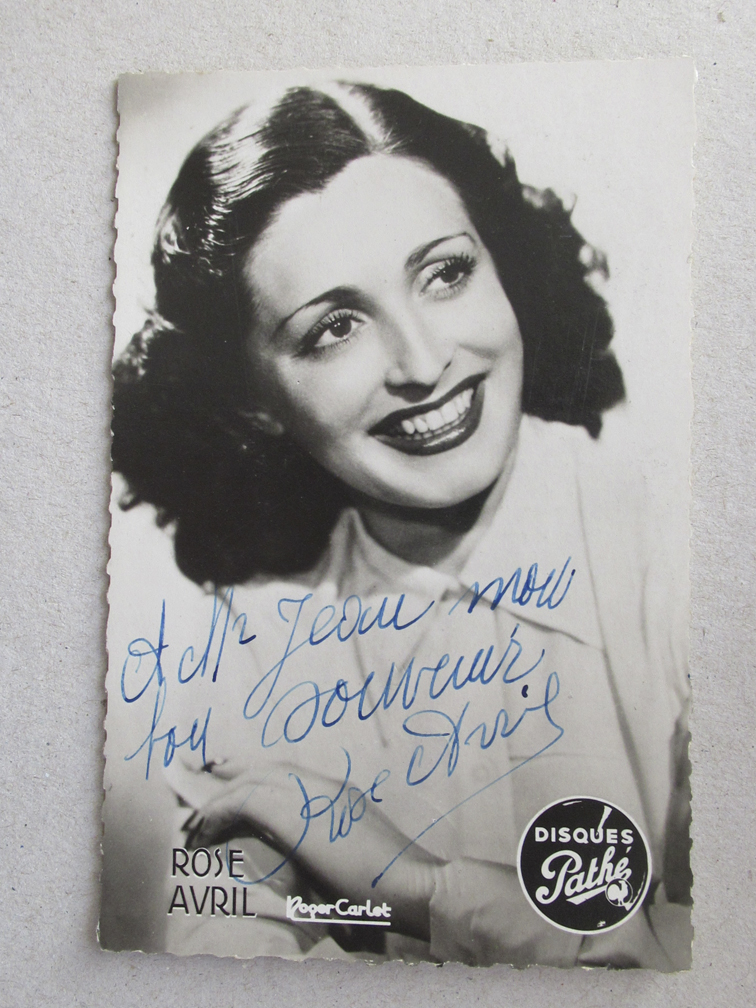 A Mr Jean mon
bon souvenir
Rose Avril
ROSE
AVRIL
Roger Carlet
DISQUES
Pathé